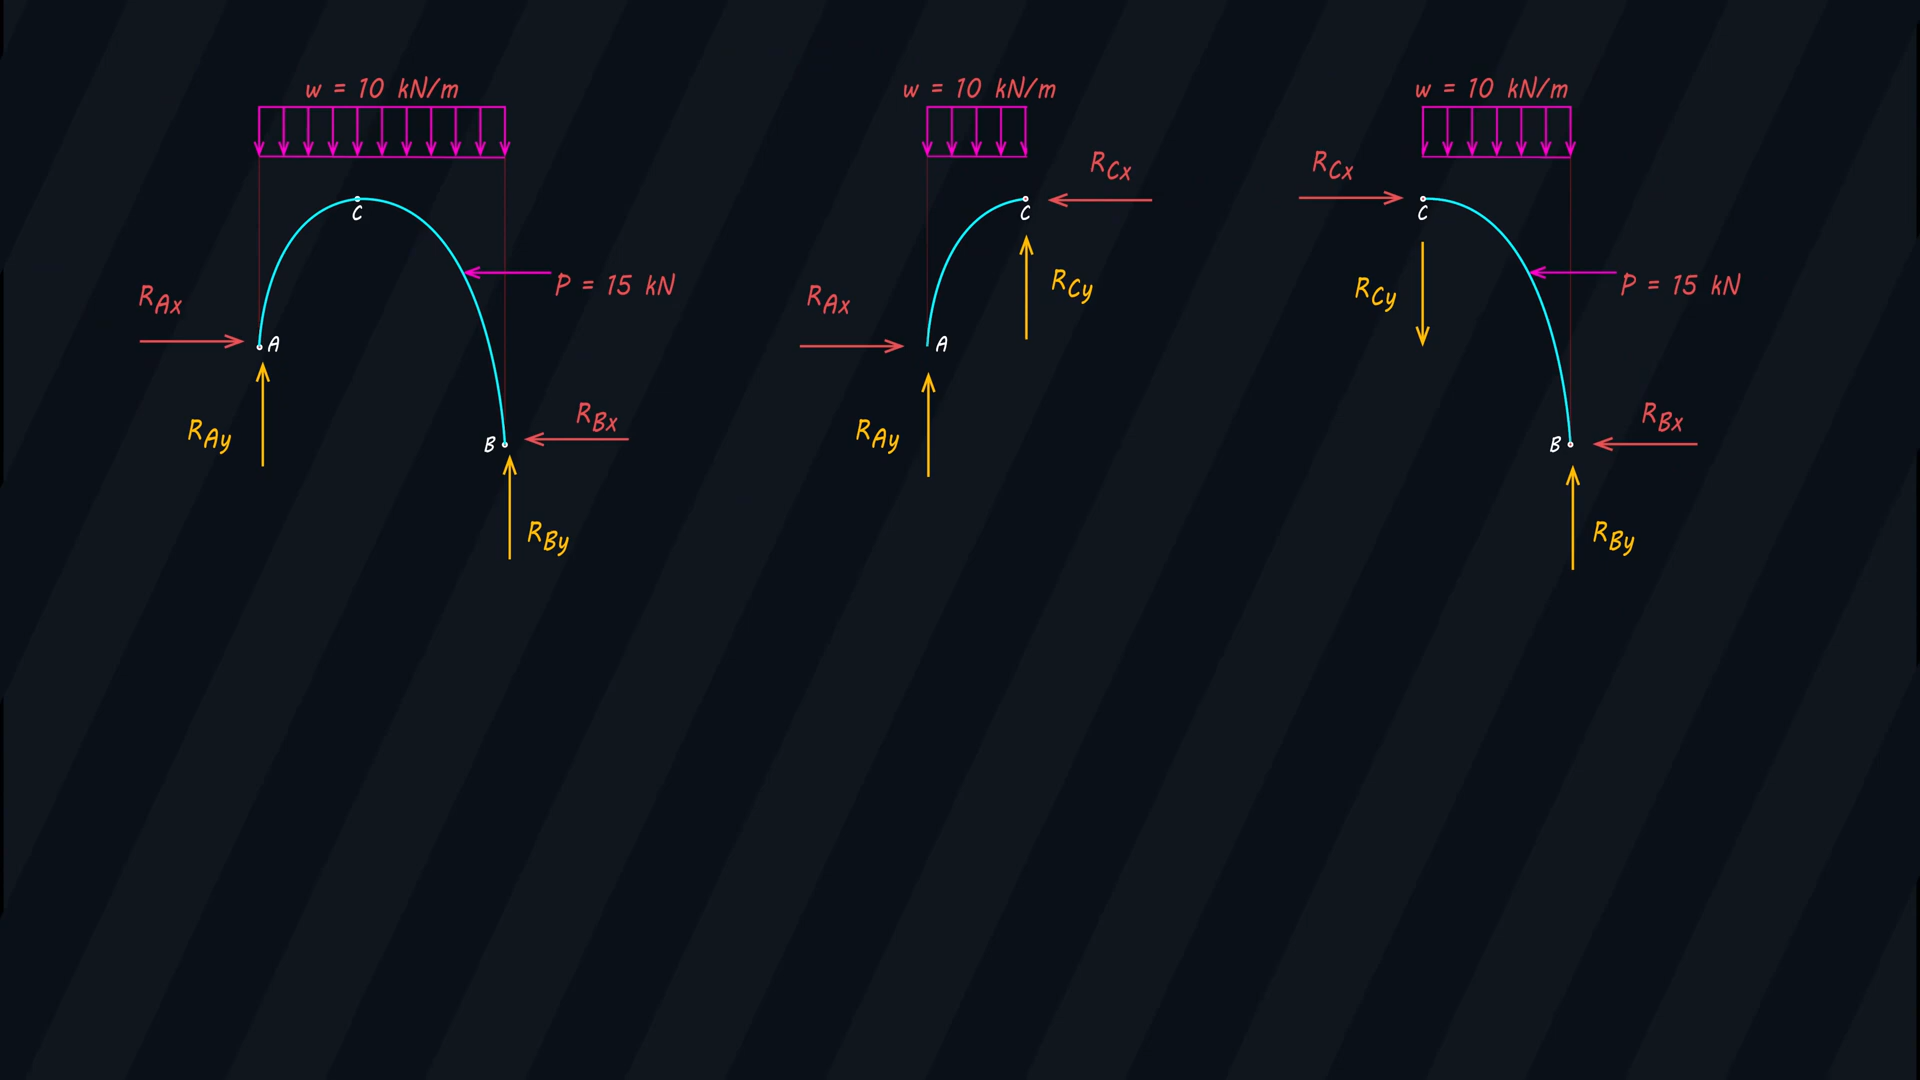 w = 10 kN/m
C
P = 15 kN
RAx
A
RAy
RBx
B
RBy
w = 10 kN/m
RCx
C
RCy
RAx
A
RAy
w = 10 kN/m
RCx
C
RCy
P = 15 kN
RBx
B
RBy